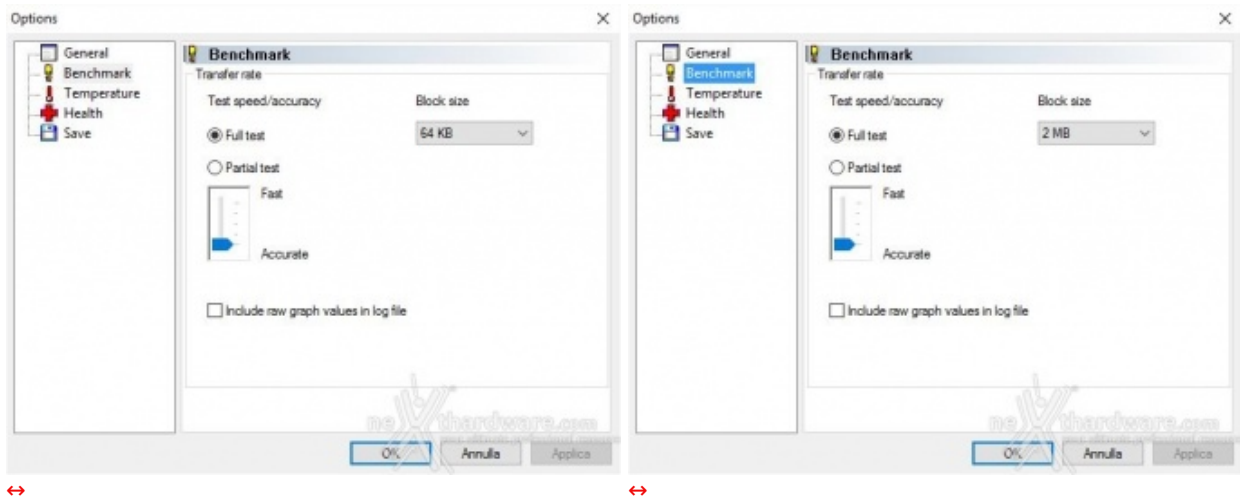 Options
General
Benchmark
Temperature
Health
Save
Benchmark
Transfer rate
Test speed/accuracy
Block size
Full test
64 KB
Partial test
Fast
Accurate
Include raw graph values in log file
OK
Annulla
Applica
Options
General
Benchmark
Temperature
Health
Save
Benchmark
Transfer rate
Test speed/accuracy
Block size
Full test
2 MB
Partial test
Fast
Accurate
Include raw graph values in log file
OK
Annulla
Applica